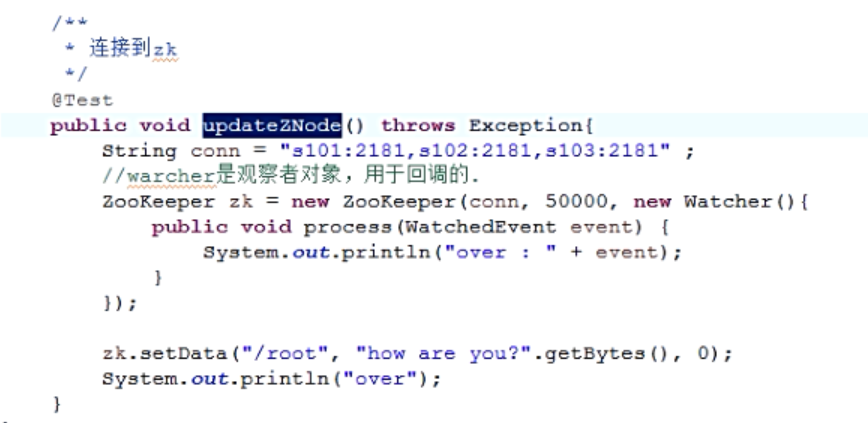 /**
 * 连接到zk
 */
@Test
public void updateZNode() throws Exception{
    String conn = "s101:2181,s102:2181,s103:2181" ;
    //warcher是观察者对象，用于回调的.
    ZooKeeper zk = new ZooKeeper(conn, 50000, new Watcher(){
        public void process(WatchedEvent event) {
            System.out.println("over : " + event);
        }
    });
    zk.setData("/root", "how are you?".getBytes(), 0);
    System.out.println("over");
}